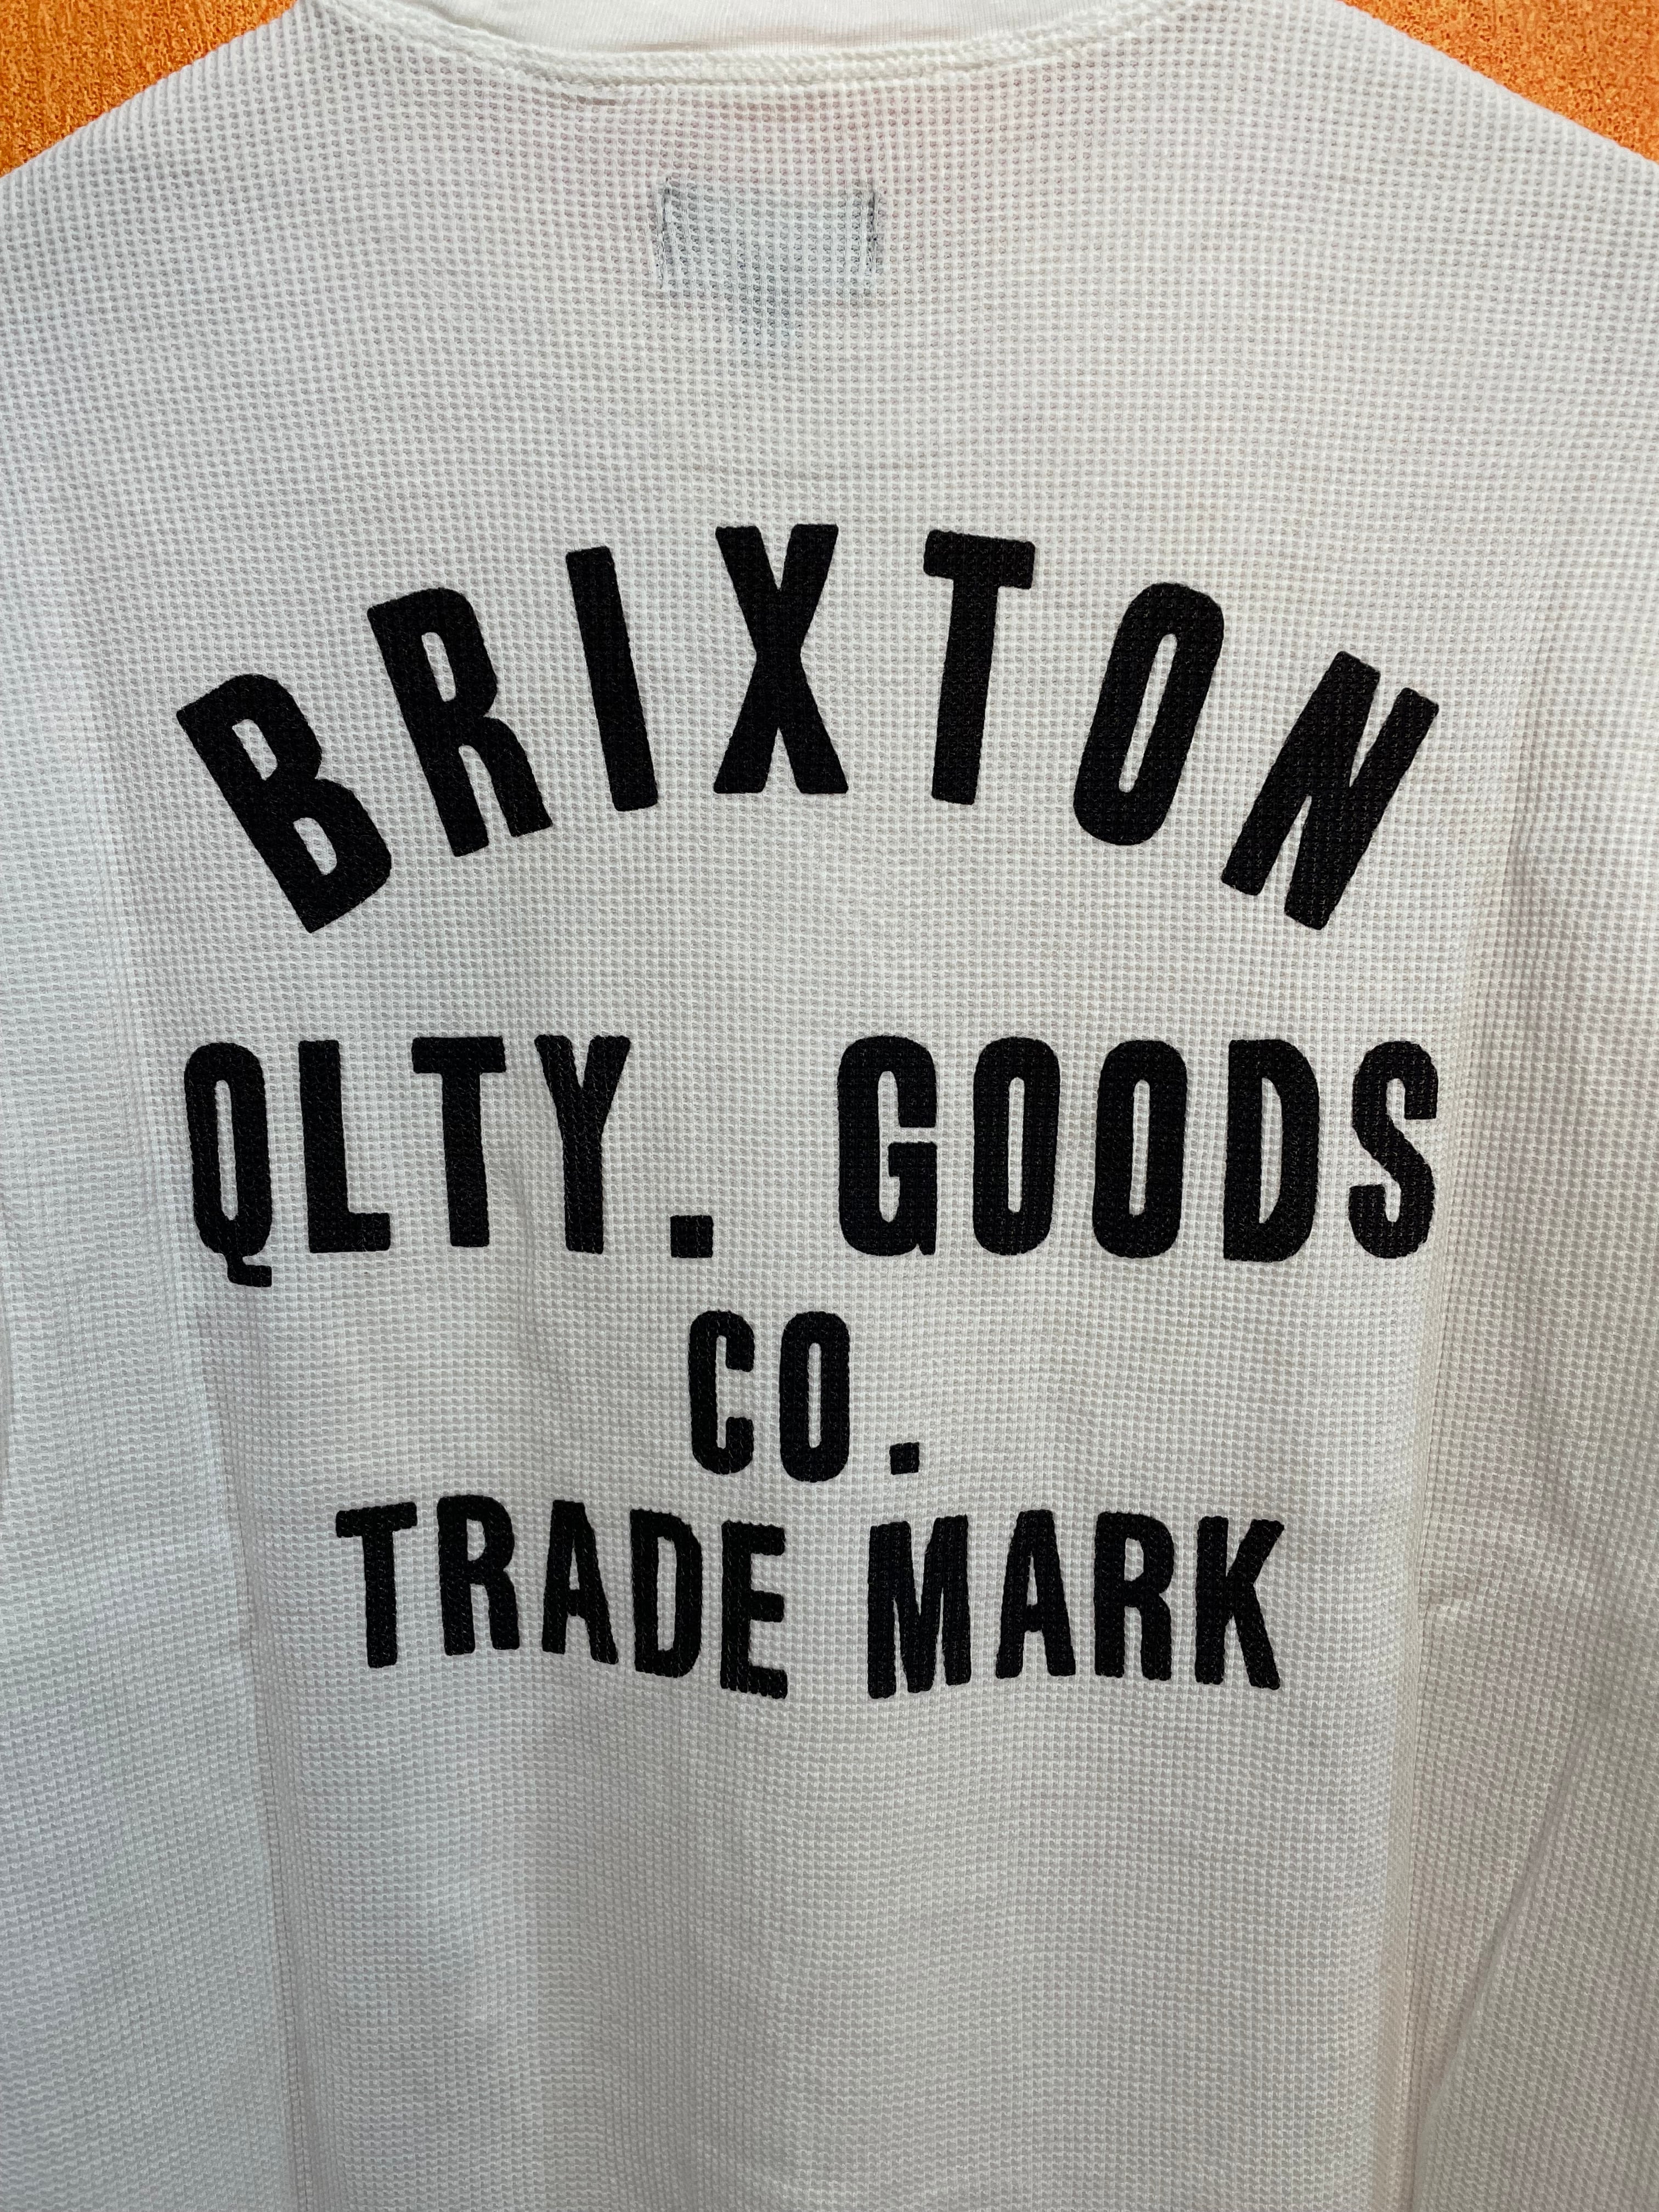 BRIXTON
QLTY. GOODS
CO.
TRADE MARK